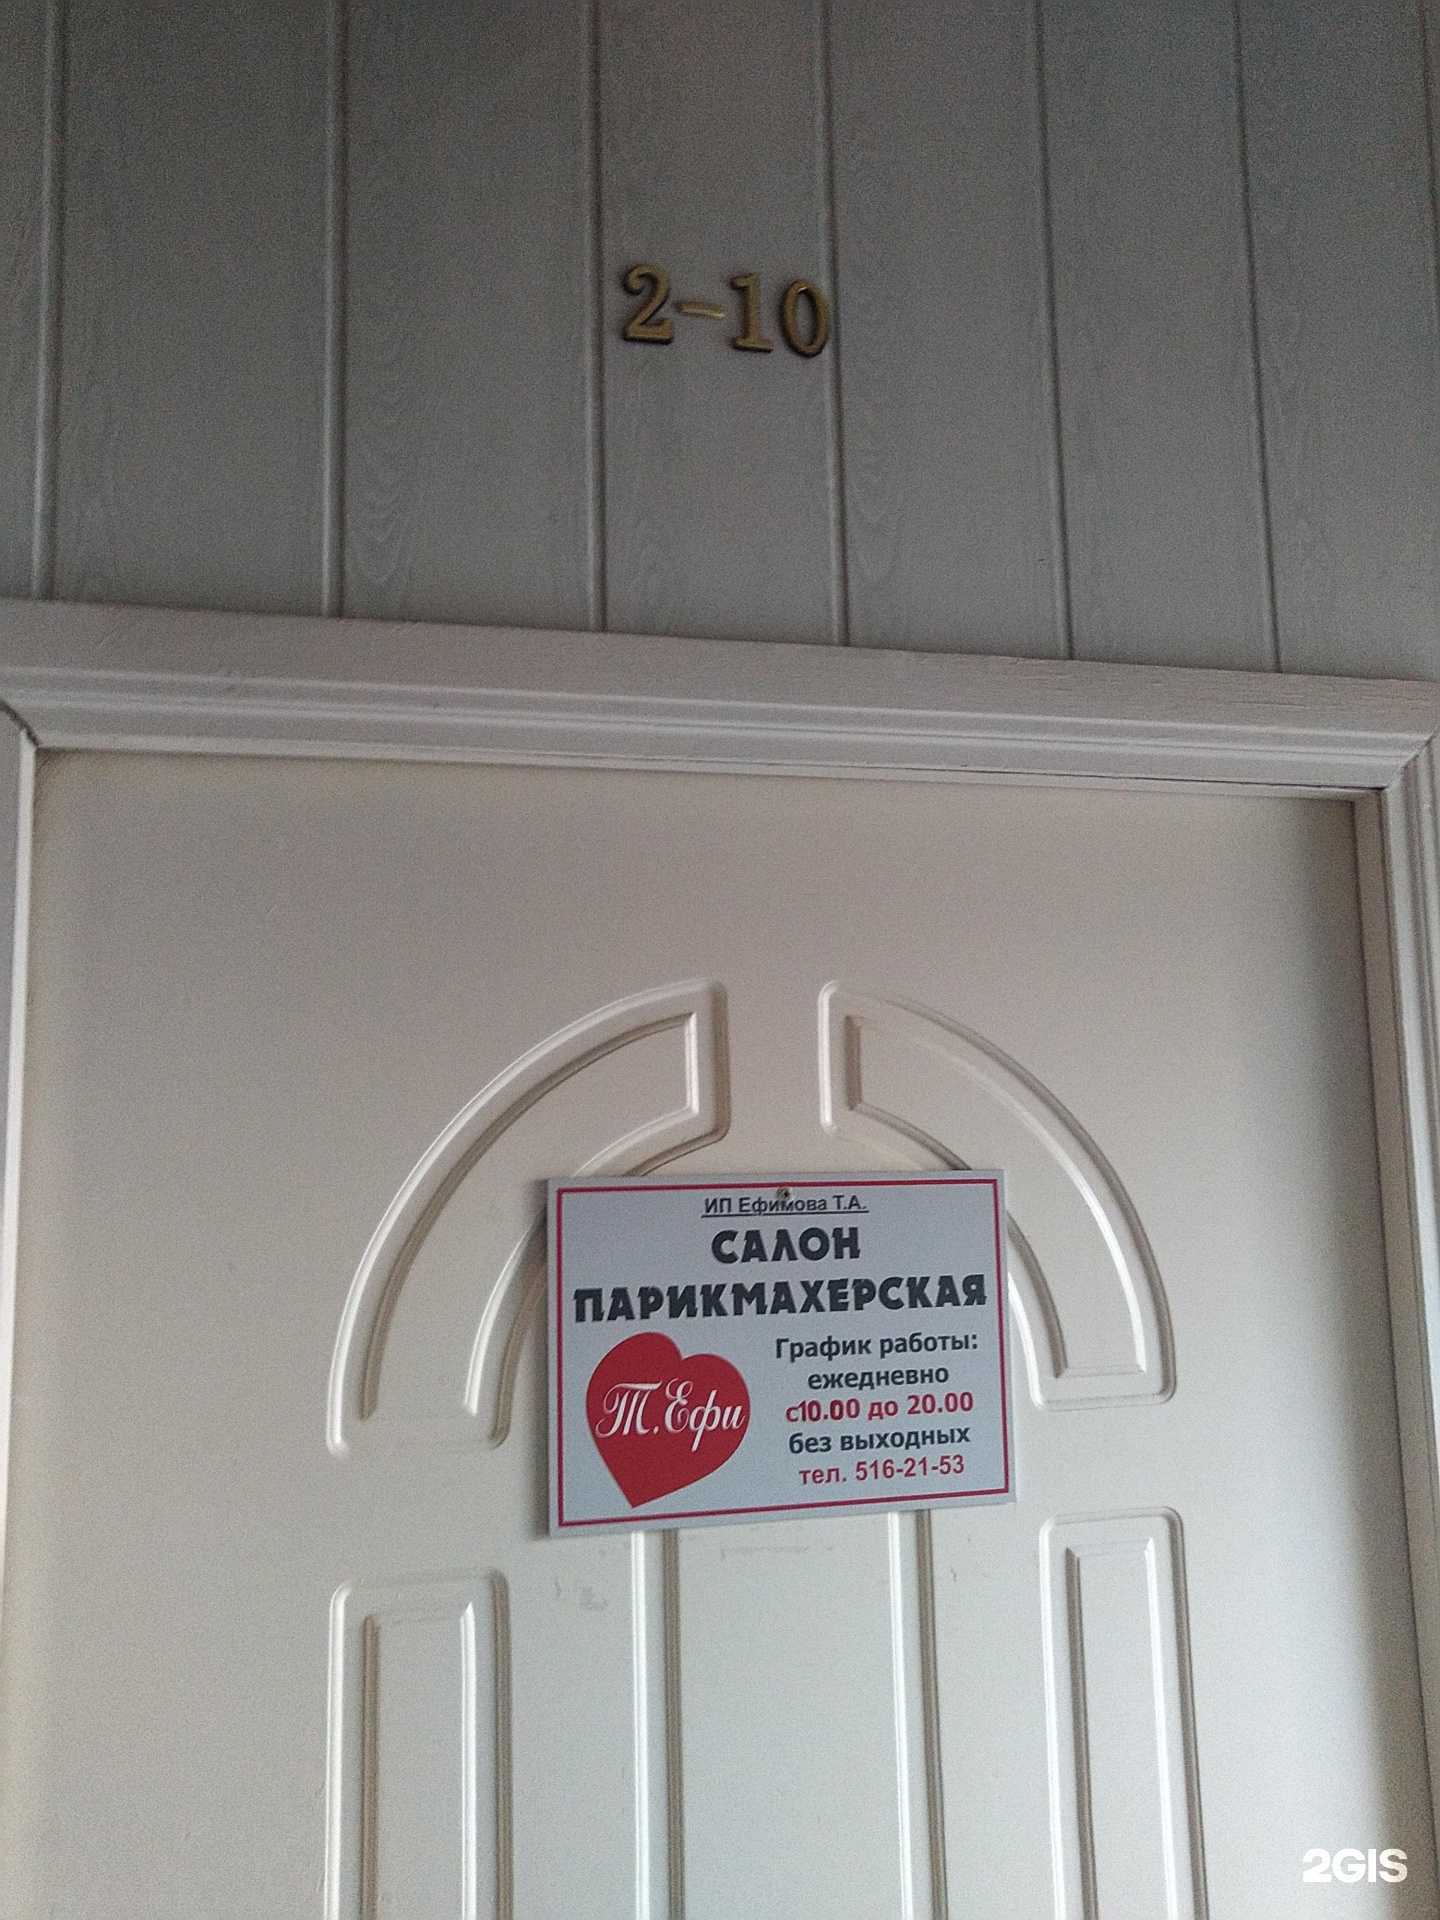 2-10
ИП Ефимова Т.А.
САЛОН
ПАРИКМАХЕРСКАЯ
Т.Ефи
График работы:
ежедневно
с10.00 до 20.00
без выходных
тел. 516-21-53
2GIS